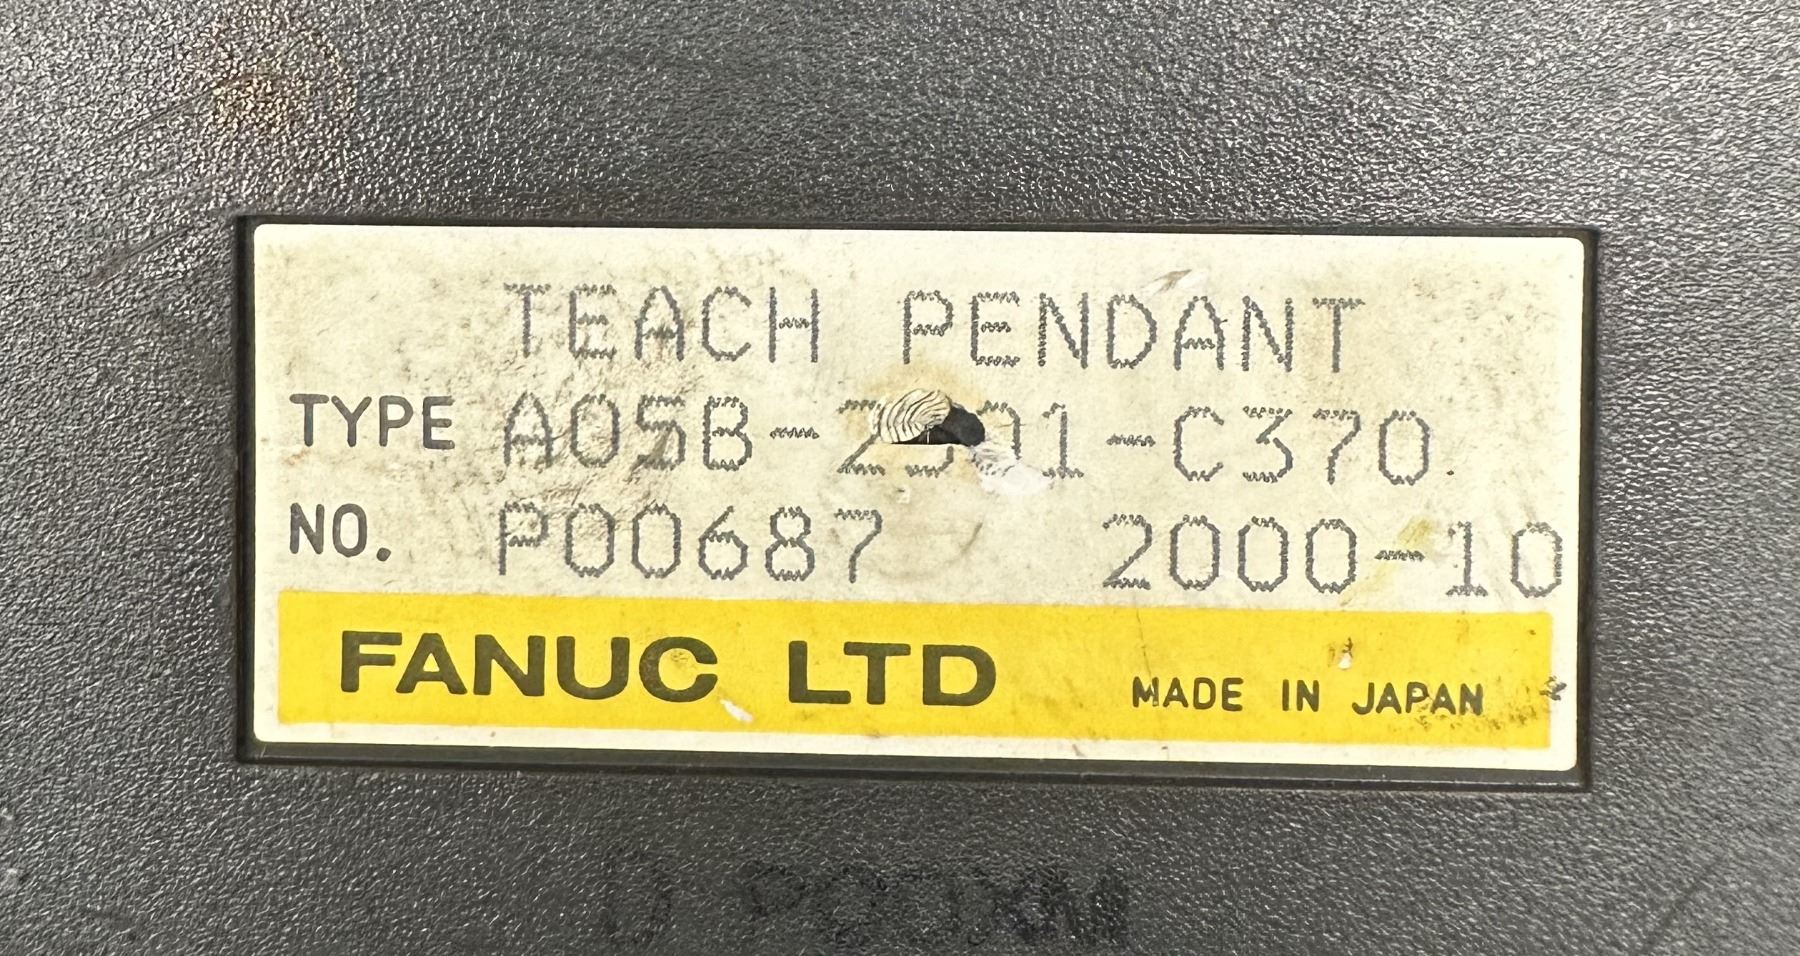 TEACH PENDANT
TYPE
NO. P00687 2000-10
FANUC LTD MADE IN JAPAN